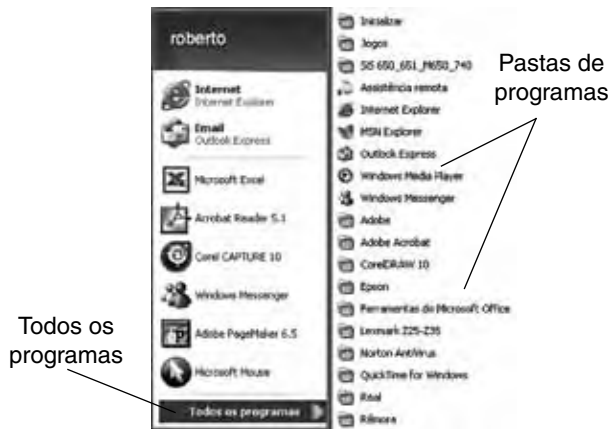 roberto
Internet
Internet Explorer
Email
Outlook Express
Microsoft Excel
Acrobat Reader 5.1
Corel CAPTURE 10
Windows Messenger
Adobe PageMaker 6.5
Microsoft Mouse
Todos os programas
Inicializar
Jogos
SiS 650_651_M650_740
Assistência remota
Internet Explorer
MSN Explorer
Outlook Express
Windows Media Player
Windows Messenger
Adobe
Adobe Acrobat
CorelDRAW 10
Epson
Ferramentas do Microsoft Office
Lexmark Z25-Z35
Norton AntiVirus
QuickTime for Windows
Real
Rêmora
Pastas de
programas
Todos os
programas